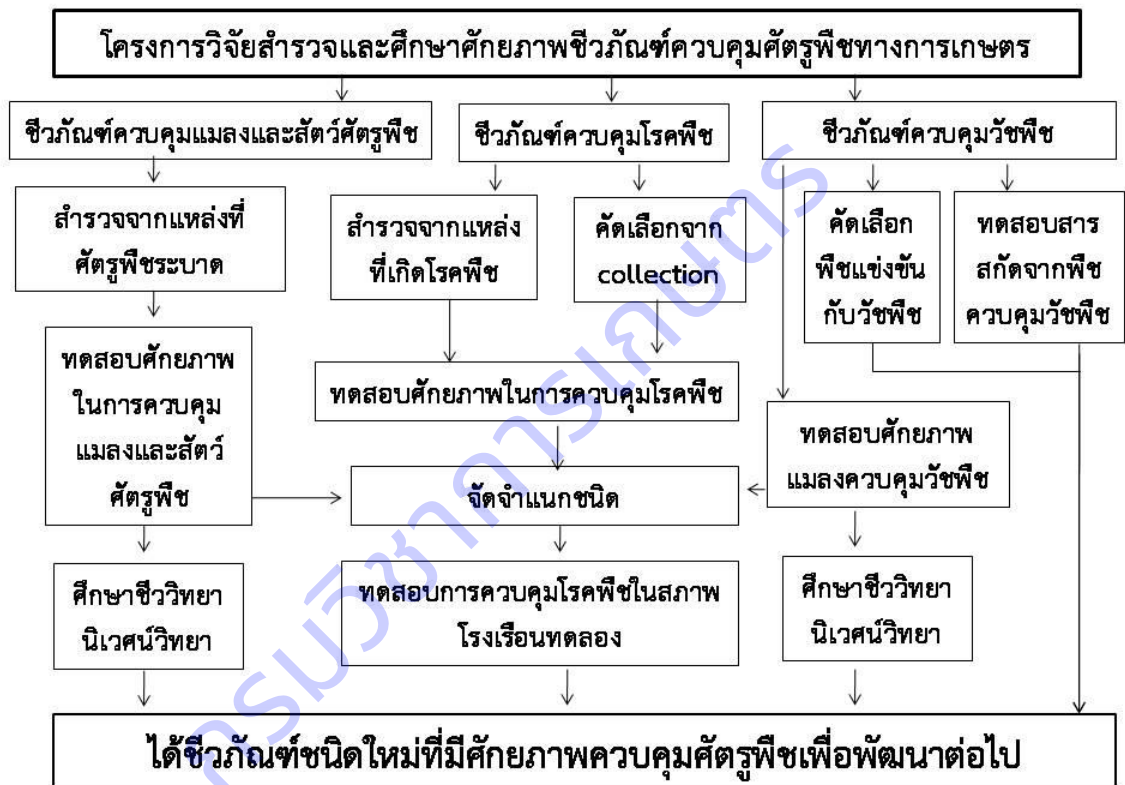 โครงการวิจัยสำรวจและศึกษาศักยภาพชีวภัณฑ์ควบคุมศัตรูพืชทางการเกษตร
ชีวภัณฑ์ควบคุมแมลงและสัตว์ศัตรูพืช
ชีวภัณฑ์ควบคุมโรคพืช
ชีวภัณฑ์ควบคุมวัชพืช
สำรวจจากแหล่งที่
ศัตรูพืชระบาด
สำรวจจากแหล่ง
ที่เกิดโรคพืช
คัดเลือกจาก
collection
คัดเลือก
พืชแข่งขัน
กับวัชพืช
ทดสอบสาร
สกัดจากพืช
ควบคุมวัชพืช
ทดสอบศักยภาพ
ในการควบคุม
แมลงและสัตว์
ศัตรูพืช
ทดสอบศักยภาพในการควบคุมโรคพืช
ทดสอบศักยภาพ
แมลงควบคุมวัชพืช
จัดจำแนกชนิด
ศึกษาชีววิทยา
นิเวศน์วิทยา
ทดสอบการควบคุมโรคพืชในสภาพ
โรงเรือนทดลอง
ศึกษาชีววิทยา
นิเวศน์วิทยา
ได้ชีวภัณฑ์ชนิดใหม่ที่มีศักยภาพควบคุมศัตรูพืชเพื่อพัฒนาต่อไป
กรมวิชาการเกษตร